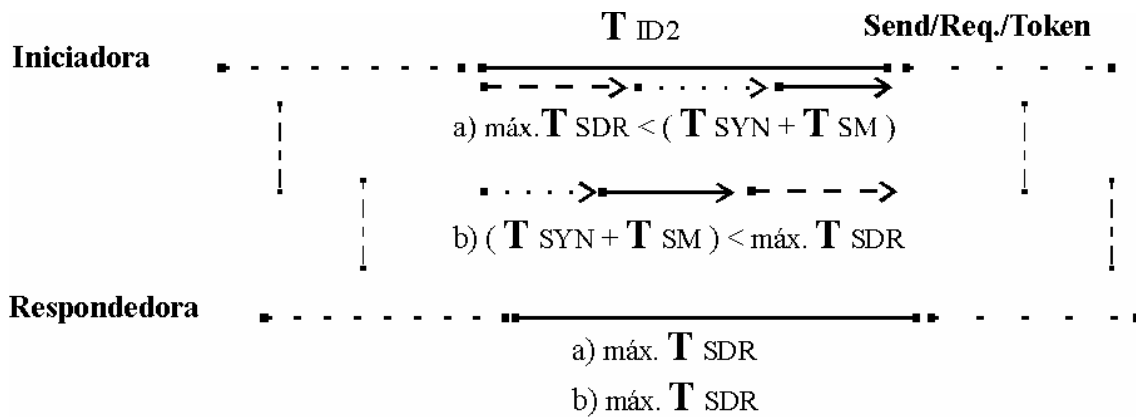 T ID2
Send/Req./Token
Iniciadora
a) máx. T SDR < ( T SYN + T SM )
b) ( T SYN + T SM ) < máx. T SDR
Respondedora
a) máx. T SDR
b) máx. T SDR